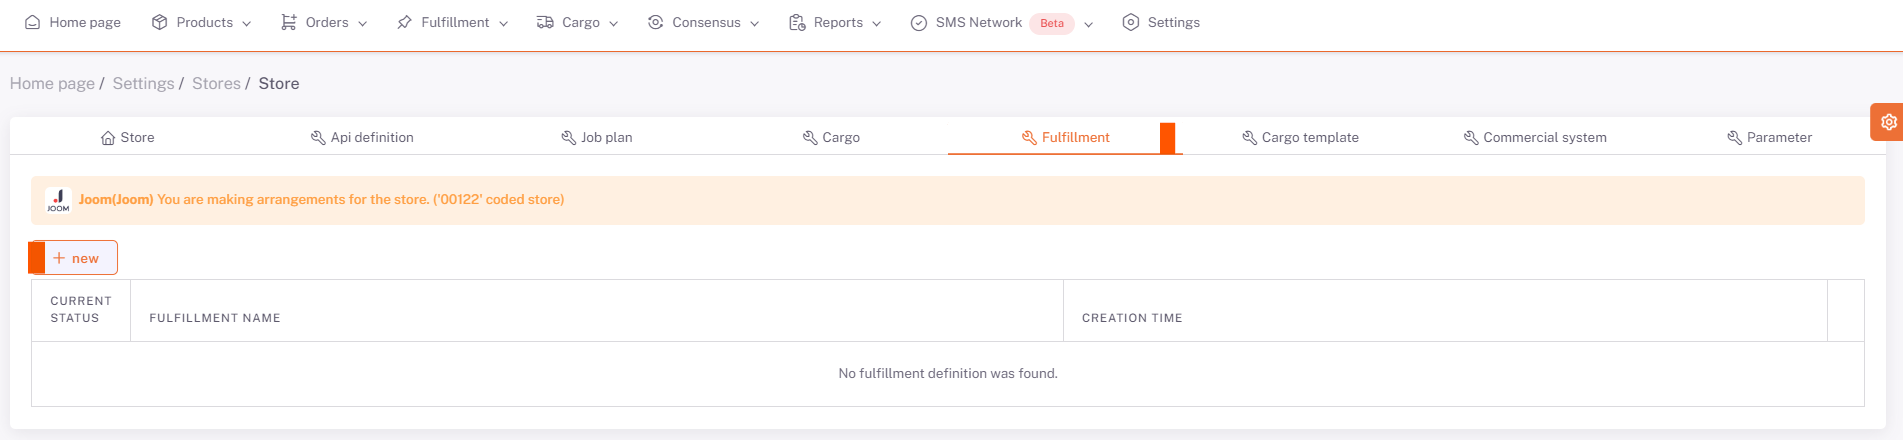 Home page Products Orders Fulfillment Cargo Consensus Reports SMS Network Beta Settings
Home page / Settings / Stores / Store
Store Api definition Job plan Cargo Fulfillment Cargo template Commercial system Parameter
JOOM Joom(Joom) You are making arrangements for the store. ('00122' coded store)
+ new
CURRENT
STATUS FULFILLMENT NAME CREATION TIME
No fulfillment definition was found.